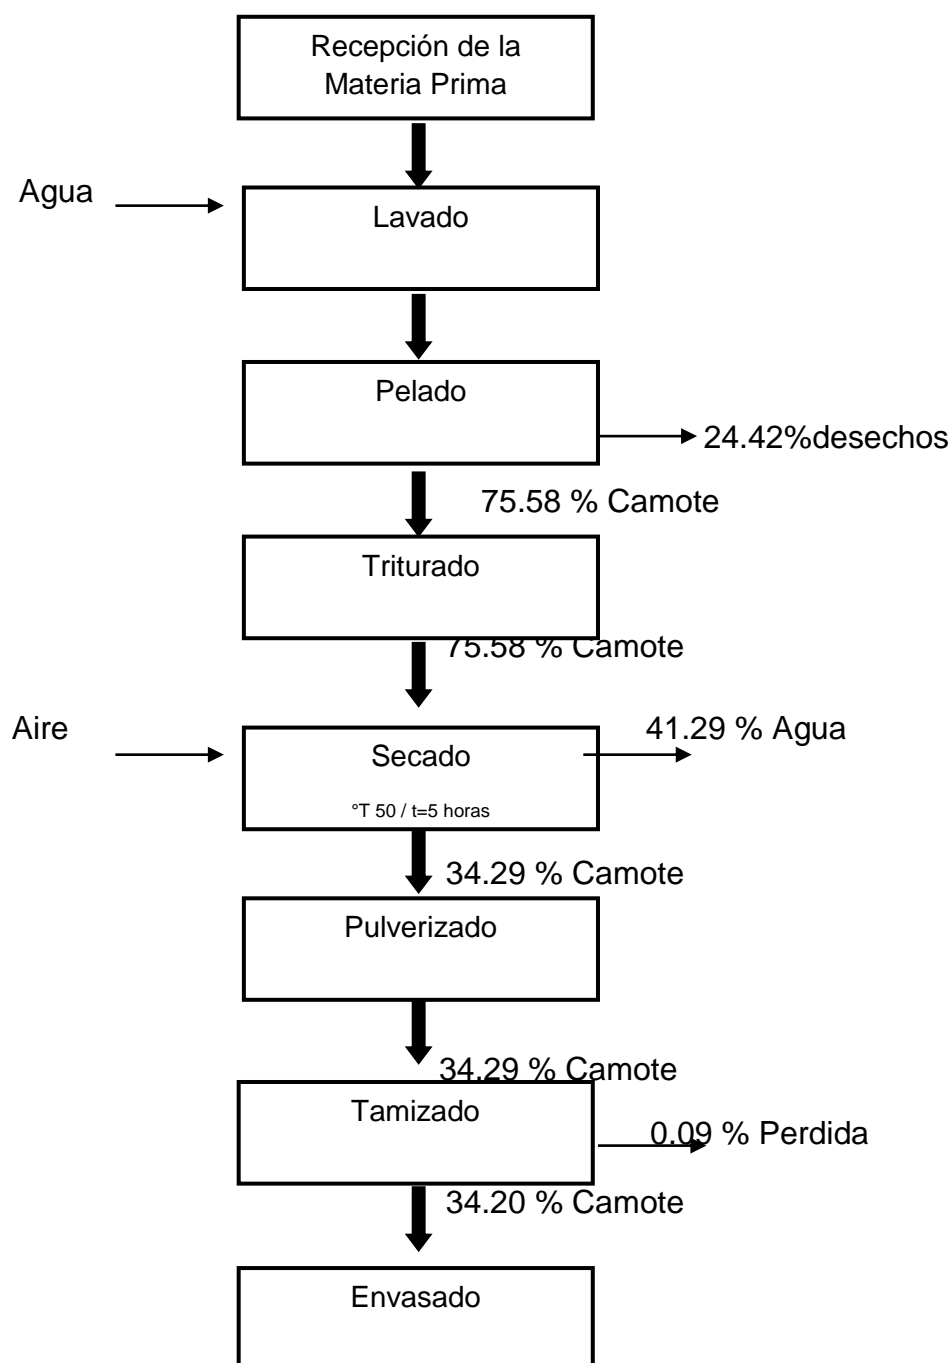 Recepción de la
Materia Prima
Agua
Lavado
Pelado
24.42%desechos
75.58 % Camote
Triturado
75.58 % Camote
Aire
41.29 % Agua
Secado
°T 50 / t=5 horas
34.29 % Camote
Pulverizado
34.29 % Camote
Tamizado
0.09 % Perdida
34.20 % Camote
Envasado